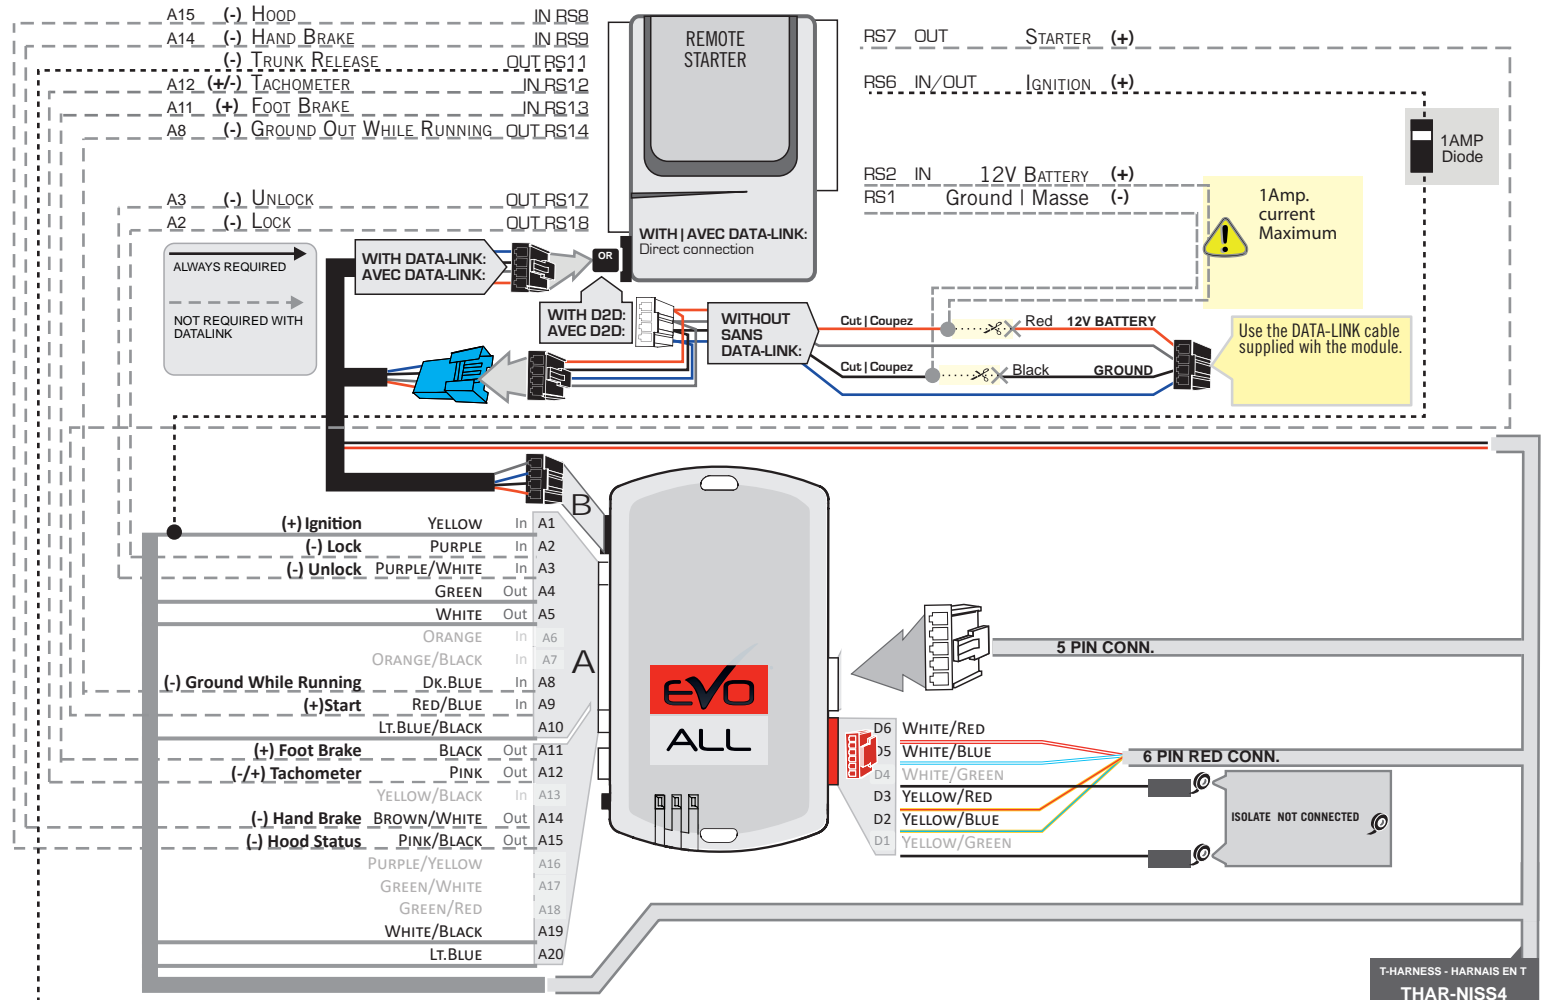 A15 (-) HOOD IN RS8
A14 (-) HAND BRAKE IN RS9
(-) TRUNK RELEASE OUT RS11
A12 (+/-) TACHOMETER IN RS12
A11 (+) FOOT BRAKE IN RS13
A8 (-) GROUND OUT WHILE RUNNING OUT RS14
A3 (-) UNLOCK OUT RS17
A2 (-) LOCK OUT RS18
REMOTE
STARTER
WITH | AVEC DATA-LINK:
Direct connection
RS7 OUT STARTER (+)
RS6 IN/OUT IGNITION (+)
RS2 IN 12V BATTERY (+)
RS1 Ground | Masse (-)
1AMP
Diode
1Amp.
current
Maximum
ALWAYS REQUIRED
NOT REQUIRED WITH
DATALINK
WITH DATA-LINK:
AVEC DATA-LINK:
OR
WITH D2D:
AVEC D2D:
WITHOUT
SANS
DATA-LINK:
Cut | Coupez Red 12V BATTERY
Cut | Coupez Black GROUND
Use the DATA-LINK cable
supplied wih the module.
B
A
(+) Ignition YELLOW In A1
(-) Lock PURPLE In A2
(-) Unlock PURPLE/WHITE In A3
GREEN Out A4
WHITE Out A5
ORANGE In A6
ORANGE/BLACK In A7
(-) Ground While Running DK.BLUE In A8
(+)Start RED/BLUE In A9
LT.BLUE/BLACK A10
(+) Foot Brake BLACK Out A11
(-/+) Tachometer PINK Out A12
YELLOW/BLACK In A13
(-) Hand Brake BROWN/WHITE Out A14
(-) Hood Status PINK/BLACK Out A15
PURPLE/YELLOW A16
GREEN/WHITE A17
GREEN/RED A18
WHITE/BLACK A19
LT.BLUE A20
EVO
ALL
5 PIN CONN.
D6 WHITE/RED
D5 WHITE/BLUE
D4 WHITE/GREEN
D3 YELLOW/RED
D2 YELLOW/BLUE
D1 YELLOW/GREEN
6 PIN RED CONN.
ISOLATE NOT CONNECTED
T-HARNESS - HARNAIS EN T
THAR-NISS4